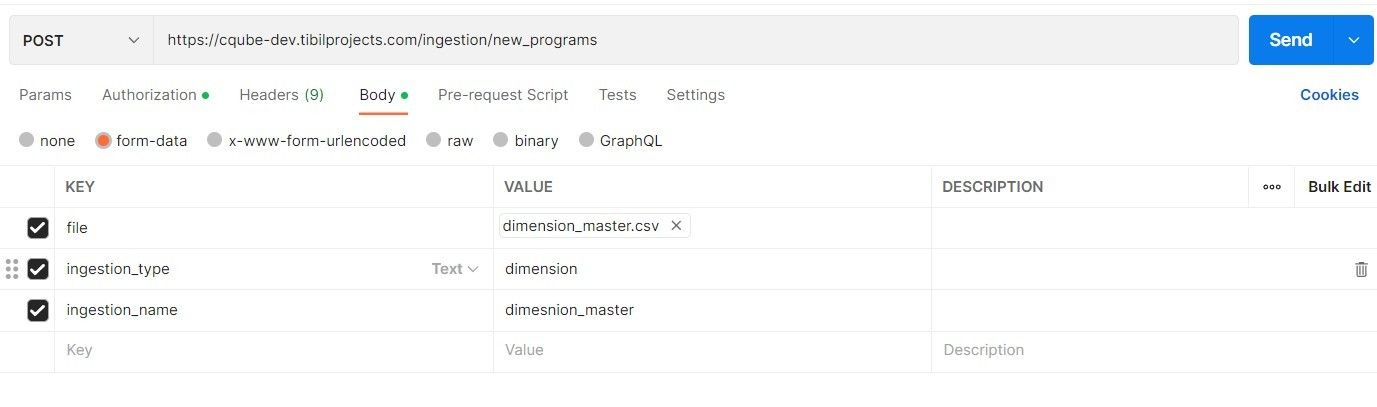 POST https://cqube-dev.tibilprojects.com/ingestion/new_programs Send
Params Authorization Headers (9) Body Pre-request Script Tests Settings Cookies
none form-data x-www-form-urlencoded raw binary GraphQL
KEY VALUE DESCRIPTION Bulk Edit
file dimension_master.csv
ingestion_type Text dimension
ingestion_name dimesnion_master
Key Value Description